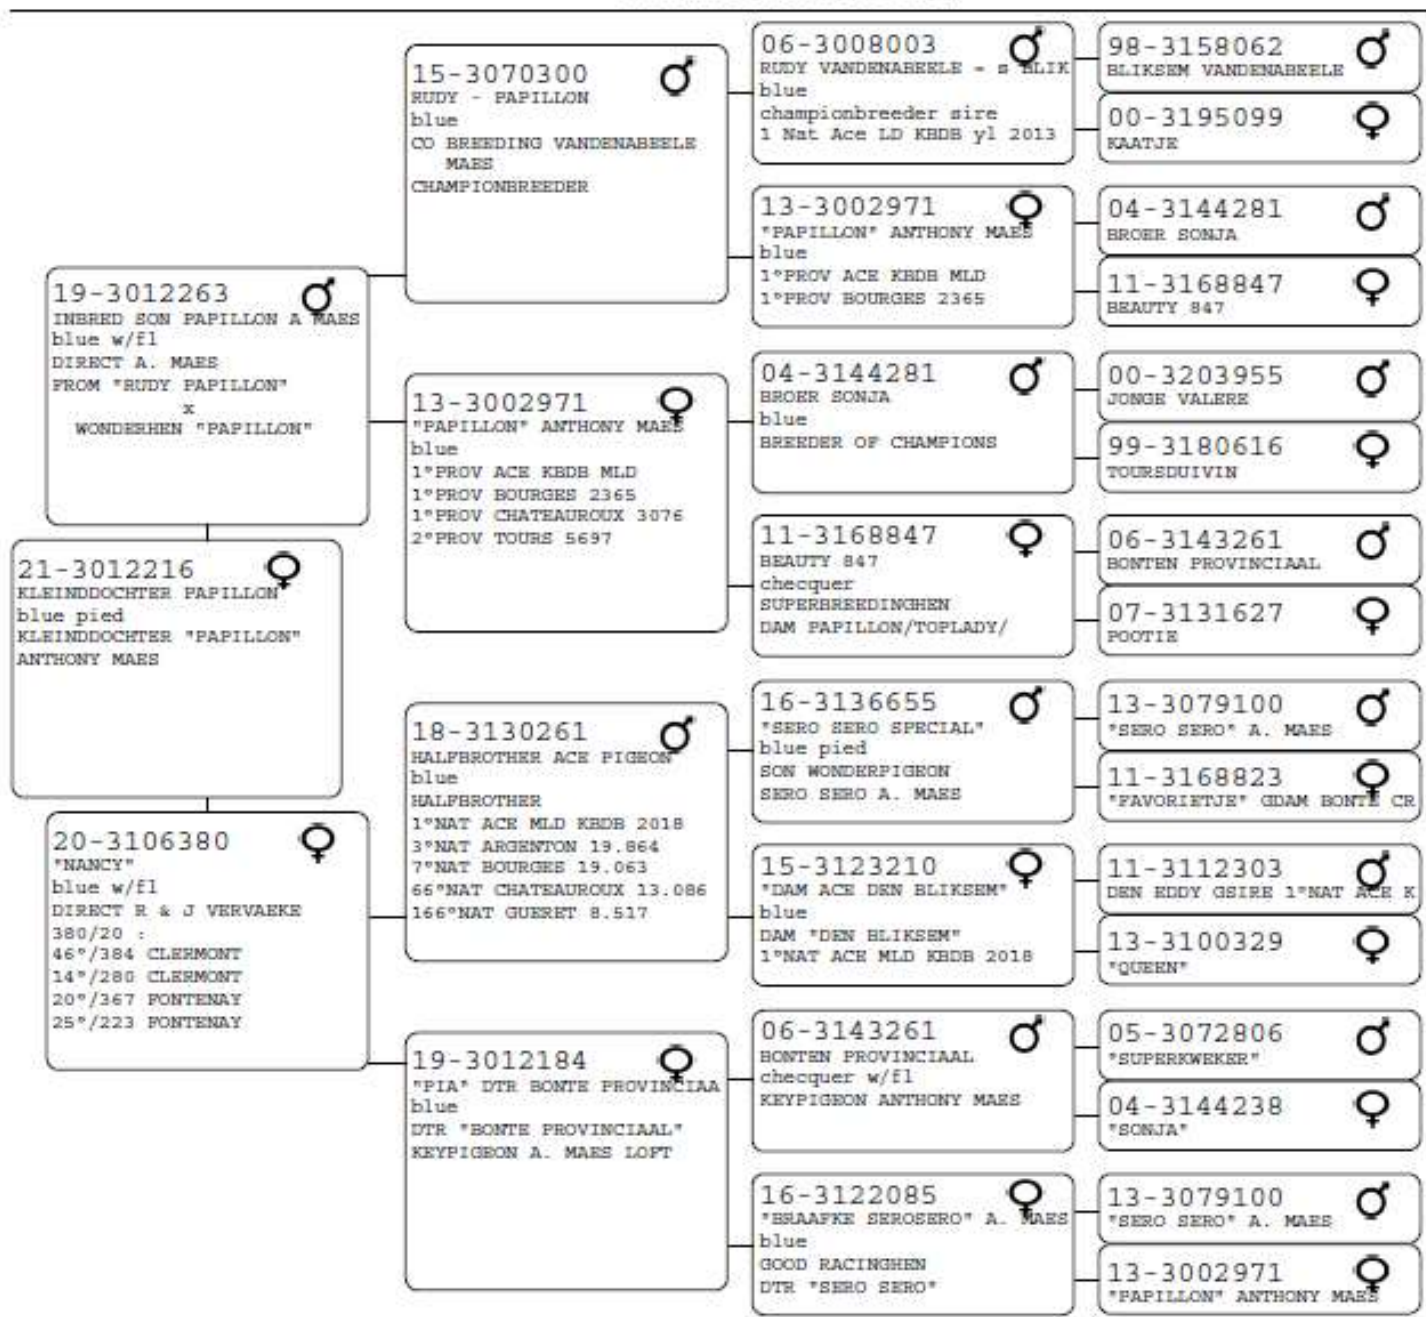 21-3012216
KLEINDDOCHTER PAPILLON
blue pied
KLEINDDOCHTER "PAPILLON"
ANTHONY MAES
19-3012263
INBRED SON PAPILLON A MAES
blue w/fl
DIRECT A. MAES
FROM "RUDY PAPILLON"
x
WONDERHEN "PAPILLON"
20-3106380
"NANCY"
blue w/fl
DIRECT R & J VERVAEKE
380/20 :
46°/384 CLERMONT
14°/280 CLERMONT
20°/367 FONTENAY
25°/223 FONTENAY
15-3070300
RUDY - PAPILLON
blue
CO BREEDING VANDENABEELE
MAES
CHAMPIONBREEDER
13-3002971
"PAPILLON" ANTHONY MAES
blue
1°PROV ACE KBDB MLD
1°PROV BOURGES 2365
1°PROV CHATEAUROUX 3076
2°PROV TOURS 5697
18-3130261
HALFBROTHER ACE PIGEON
blue
HALFBROTHER
1°NAT ACE MLD KBDB 2018
3°NAT ARGENTON 19.864
7°NAT BOURGES 19.063
66°NAT CHATEAUROUX 13.086
166°NAT GUERET 8.517
19-3012184
"PIA" DTR BONTE PROVINCIAA
blue
DTR "BONTE PROVINCIAAL"
KEYPIGEON A. MAES LOFT
06-3008003
RUDY VANDENABEELE - s BLIK
blue
championbreeder sire
1 Nat Ace LD KBDB yl 2013
13-3002971
"PAPILLON" ANTHONY MAES
blue
1°PROV ACE KBDB MLD
1°PROV BOURGES 2365
04-3144281
BROER SONJA
blue
BREEDER OF CHAMPIONS
11-3168847
BEAUTY 847
checquer
SUPERBREEDINGHEN
DAM PAPILLON/TOPLADY/
16-3136655
"SERO SERO SPECIAL"
blue pied
SON WONDERPIGEON
SERO SERO A. MAES
15-3123210
"DAM ACE DEN BLIKSEM"
blue
DAM "DEN BLIKSEM"
1°NAT ACE MLD KBDB 2018
06-3143261
BONTEN PROVINCIAAL
checquer w/fl
KEYPIGEON ANTHONY MAES
16-3122085
"BRAAFKE SEROSERO" A. MAES
blue
GOOD RACINGHEN
DTR "SERO SERO"
98-3158062
BLIKSEM VANDENABEELE
00-3195099
KAATJE
04-3144281
BROER SONJA
11-3168847
BEAUTY 847
00-3203955
JONGE VALERE
99-3180616
TOURSDUIVIN
06-3143261
BONTEN PROVINCIAAL
07-3131627
POOTIE
13-3079100
"SERO SERO" A. MAES
11-3168823
"FAVORIETJE" GDAM BONTE CR
11-3112303
DEN EDDY GSIRE 1°NAT ACE K
13-3100329
"QUEEN"
05-3072806
"SUPERKWEKER"
04-3144238
"SONJA"
13-3079100
"SERO SERO" A. MAES
13-3002971
"PAPILLON" ANTHONY MAES